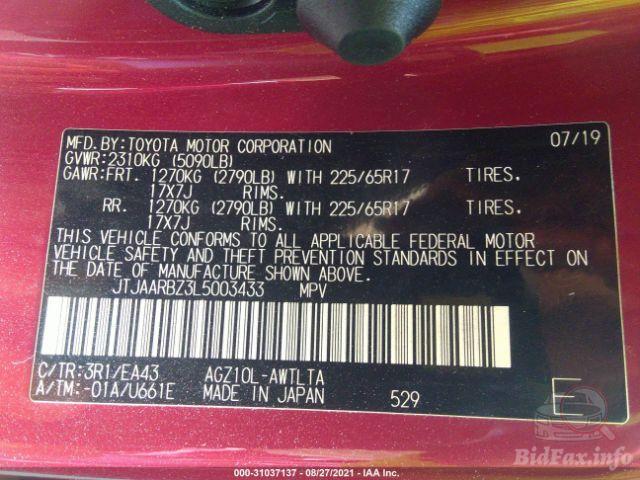 MFD.BY:TOYOTA MOTOR CORPORATION 07/19
GVWR:2310KG (5090LB)
GAWR:FRT. 1270KG (2790LB) WITH 225/65R17 TIRES.
17X7J RIMS.
RR. 1270KG (2790LB) WITH 225/65R17 TIRES.
17X7J RIMS.
THIS VEHICLE CONFORMS TO ALL APPLICABLE FEDERAL MOTOR
VEHICLE SAFETY AND THEFT PREVENTION STANDARDS IN EFFECT ON
THE DATE OF MANUFACTURE SHOWN ABOVE.
JTJAARBZ3L5003433 MPV
C/TR:3R1/EA43 AGZ10L-AWTLTA
A/TM:-01A/U661E MADE IN JAPAN 529 E
BidFax.info
000-31037137 - 08/27/2021 - IAA Inc.